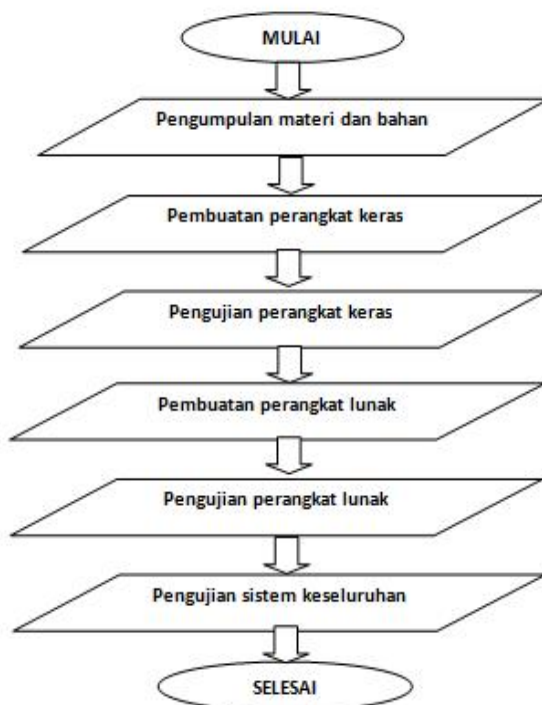 MULAI
Pengumpulan materi dan bahan
Pembuatan perangkat keras
Pengujian perangkat keras
Pembuatan perangkat lunak
Pengujian perangkat lunak
Pengujian sistem keseluruhan
SELESAI